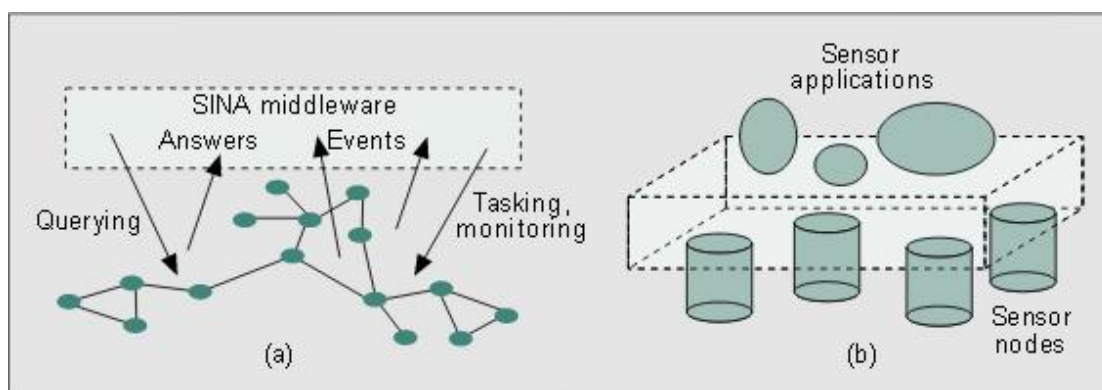 SINA middleware
Answers Events
Querying
Tasking,
monitoring
(a)
Sensor
applications
Sensor
nodes
(b)